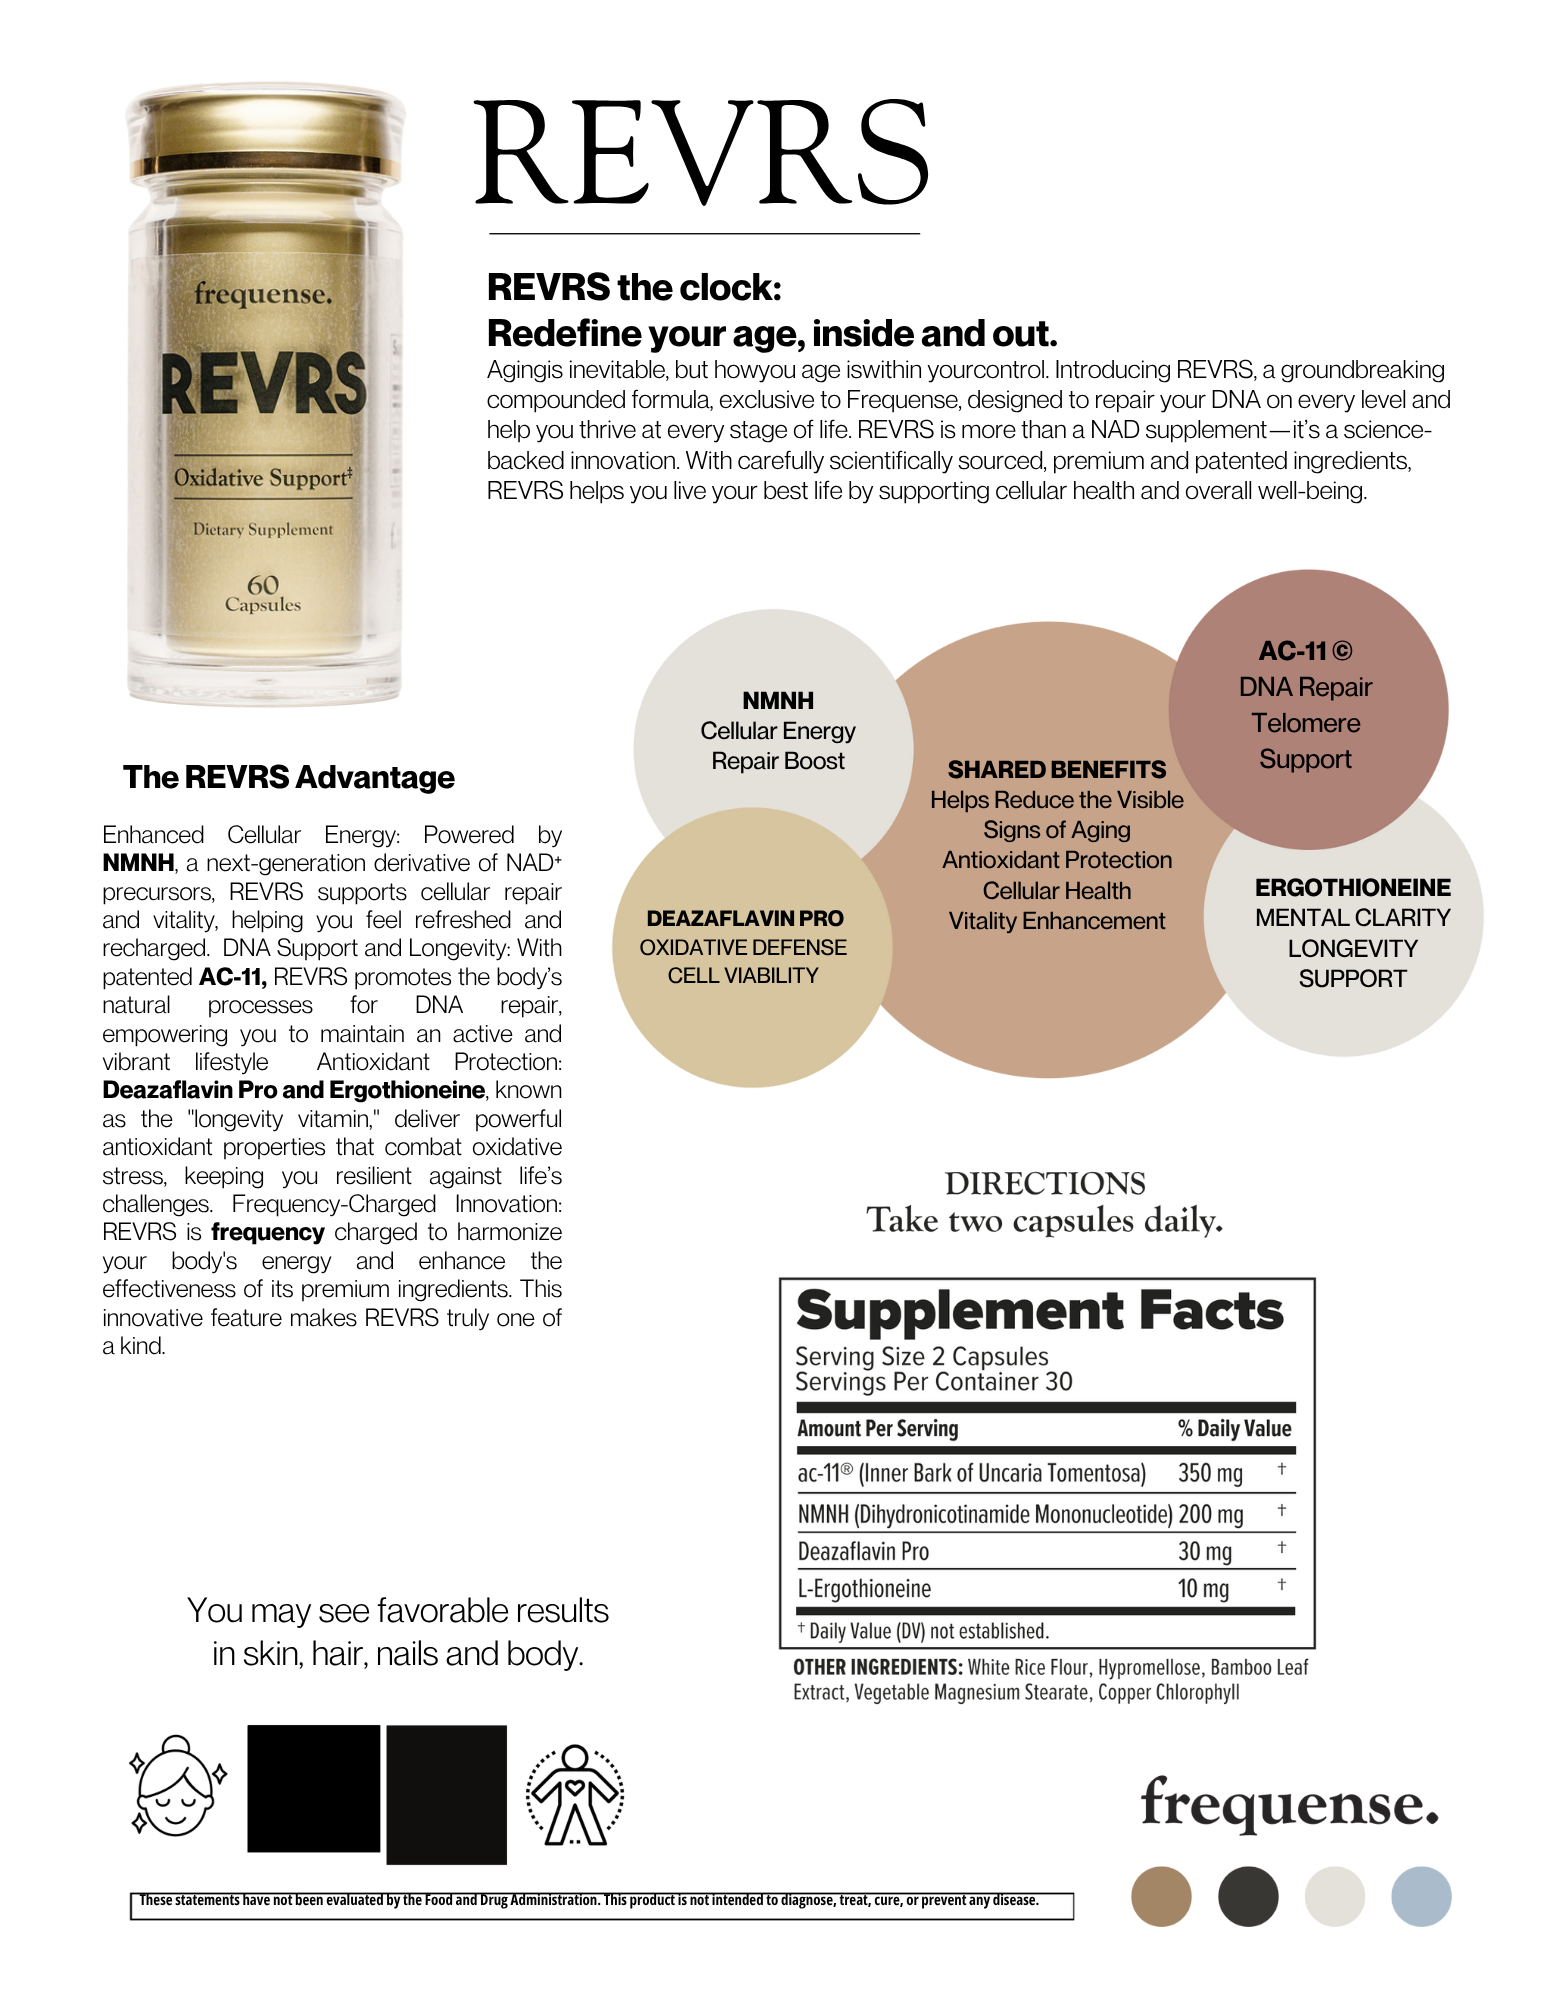 REVRS
frequense.
REVRS
Oxidative Support‡
Dietary Supplement
60
Capsules
REVRS the clock:
Redefine your age, inside and out.
Agingis inevitable, but howyou age iswithin yourcontrol. Introducing REVRS, a groundbreaking
compounded formula, exclusive to Frequense, designed to repair your DNA on every level and
help you thrive at every stage of life. REVRS is more than a NAD supplement—it's a science-
backed innovation. With carefully scientifically sourced, premium and patented ingredients,
REVRS helps you live your best life by supporting cellular health and overall well-being.
NMNH
Cellular Energy
Repair Boost
DEAZAFLAVIN PRO
OXIDATIVE DEFENSE
CELL VIABILITY
SHARED BENEFITS
Helps Reduce the Visible
Signs of Aging
Antioxidant Protection
Cellular Health
Vitality Enhancement
AC-11 ©
DNA Repair
Telomere
Support
ERGOTHIONEINE
MENTAL CLARITY
LONGEVITY
SUPPORT
The REVRS Advantage
Enhanced Cellular Energy: Powered by
NMNH, a next-generation derivative of NAD⁺
precursors, REVRS supports cellular repair
and vitality, helping you feel refreshed and
recharged. DNA Support and Longevity: With
patented AC-11, REVRS promotes the body's
natural processes for DNA repair,
empowering you to maintain an active and
vibrant lifestyle Antioxidant Protection:
Deazaflavin Pro and Ergothioneine, known
as the "longevity vitamin," deliver powerful
antioxidant properties that combat oxidative
stress, keeping you resilient against life's
challenges. Frequency-Charged Innovation:
REVRS is frequency charged to harmonize
your body's energy and enhance the
effectiveness of its premium ingredients. This
innovative feature makes REVRS truly one of
a kind.
DIRECTIONS
Take two capsules daily.
Supplement Facts
Serving Size 2 Capsules
Servings Per Container 30
Amount Per Serving % Daily Value
ac-11® (Inner Bark of Uncaria Tomentosa) 350 mg †
NMNH (Dihydronicotinamide Mononucleotide) 200 mg †
Deazaflavin Pro 30 mg †
L-Ergothioneine 10 mg †
† Daily Value (DV) not established.
OTHER INGREDIENTS: White Rice Flour, Hypromellose, Bamboo Leaf
Extract, Vegetable Magnesium Stearate, Copper Chlorophyll
You may see favorable results
in skin, hair, nails and body.
frequense.
These statements have not been evaluated by the Food and Drug Administration. This product is not intended to diagnose, treat, cure, or prevent any disease.